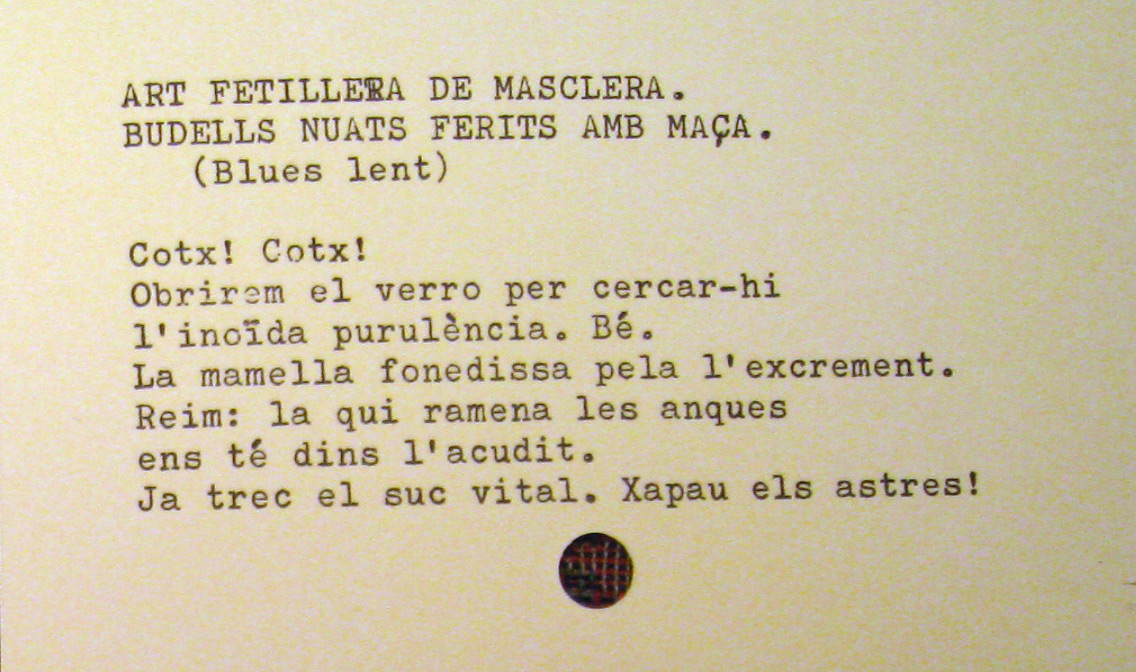 ART FETILLERA DE MASCLERA.
BUDELLS NUATS FERITS AMB MAÇA.
(Blues lent)
Cotx! Cotx!
Obrirem el verro per cercar-hi
l'inoïda purulència. Bé.
La mamella fonedissa pela l'excrement.
Reim: la qui ramena les anques
ens té dins l'acudit.
Ja trec el suc vital. Xapau els astres!